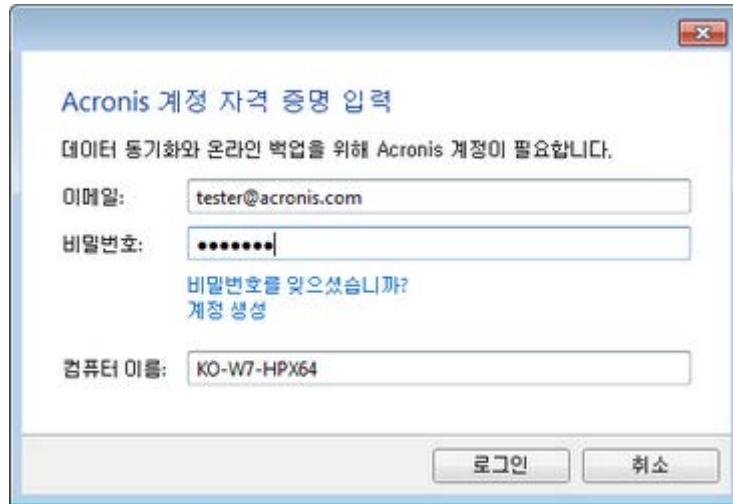 Acronis 계정 자격 증명 입력
데이터 동기화와 온라인 백업을 위해 Acronis 계정이 필요합니다.
이메일: tester@acronis.com
비밀번호: •••••••
비밀번호를 잊으셨습니까?
계정 생성
컴퓨터 이름: KO-W7-HPX64
로그인 취소